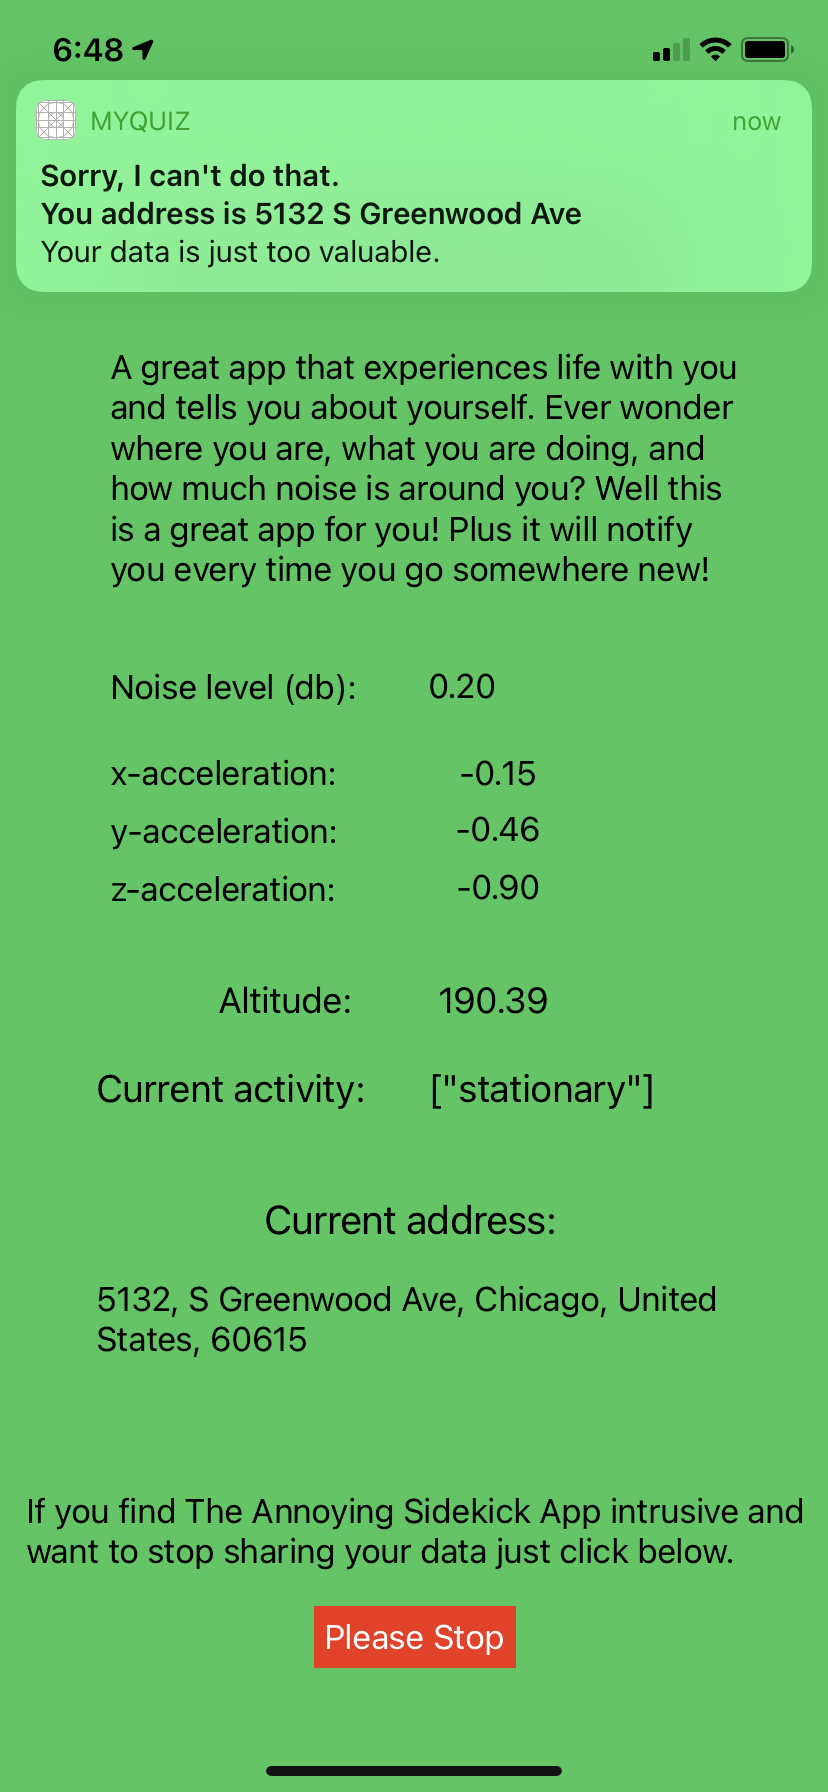 6:48
MYQUIZ now
Sorry, I can't do that.
You address is 5132 S Greenwood Ave
Your data is just too valuable.
A great app that experiences life with you
and tells you about yourself. Ever wonder
where you are, what you are doing, and
how much noise is around you? Well this
is a great app for you! Plus it will notify
you every time you go somewhere new!
Noise level (db): 0.20
x-acceleration: -0.15
y-acceleration: -0.46
z-acceleration: -0.90
Altitude: 190.39
Current activity: ["stationary"]
Current address:
5132, S Greenwood Ave, Chicago, United
States, 60615
If you find The Annoying Sidekick App intrusive and
want to stop sharing your data just click below.
Please Stop